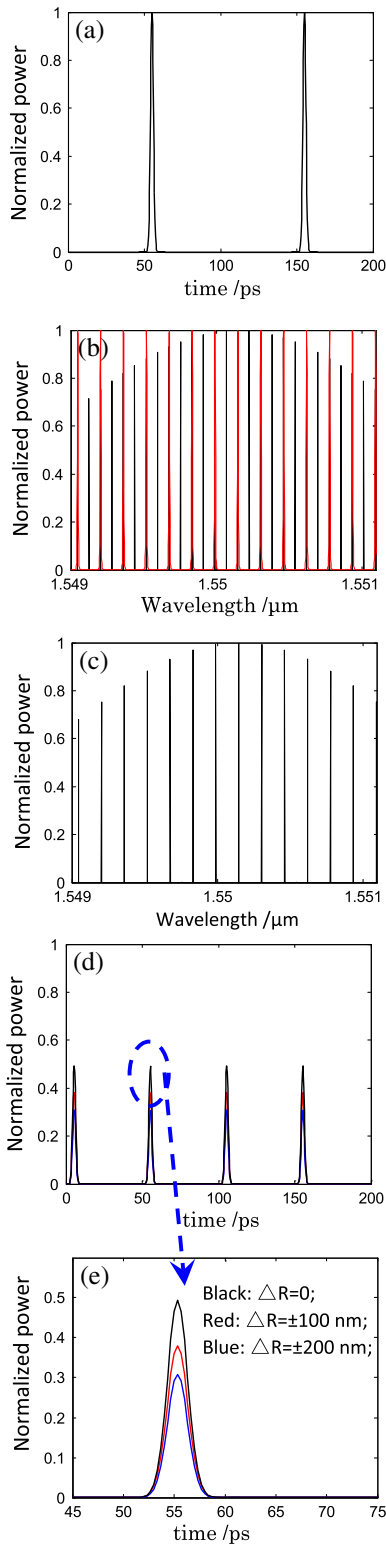 (a)
Normalized power
1
0.8
0.6
0.4
0.2
0
0 50 100 150 200
time /ps
(b)
Normalized power
1
0.8
0.6
0.4
0.2
0
1.549 1.55 1.551
Wavelength /µm
(c)
Normalized power
1
0.8
0.6
0.4
0.2
0
1.549 1.55 1.551
Wavelength /µm
(d)
Normalized power
1
0.8
0.6
0.4
0.2
0
0 50 100 150 200
time /ps
(e)
Normalized power
0.5
0.4
0.3
0.2
0.1
0
Black: △R=0;
Red: △R=±100 nm;
Blue: △R=±200 nm;
45 55 55 60 65 70 75
time /ps